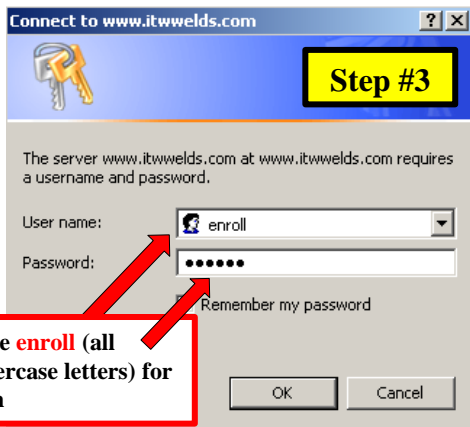 Connect to www.itwwelds.com
Step #3
The server www.itwwelds.com at www.itwwelds.com requires
a username and password.
User name:
enroll
Password:
Remember my password
enroll (all
letters) for
OK
Cancel